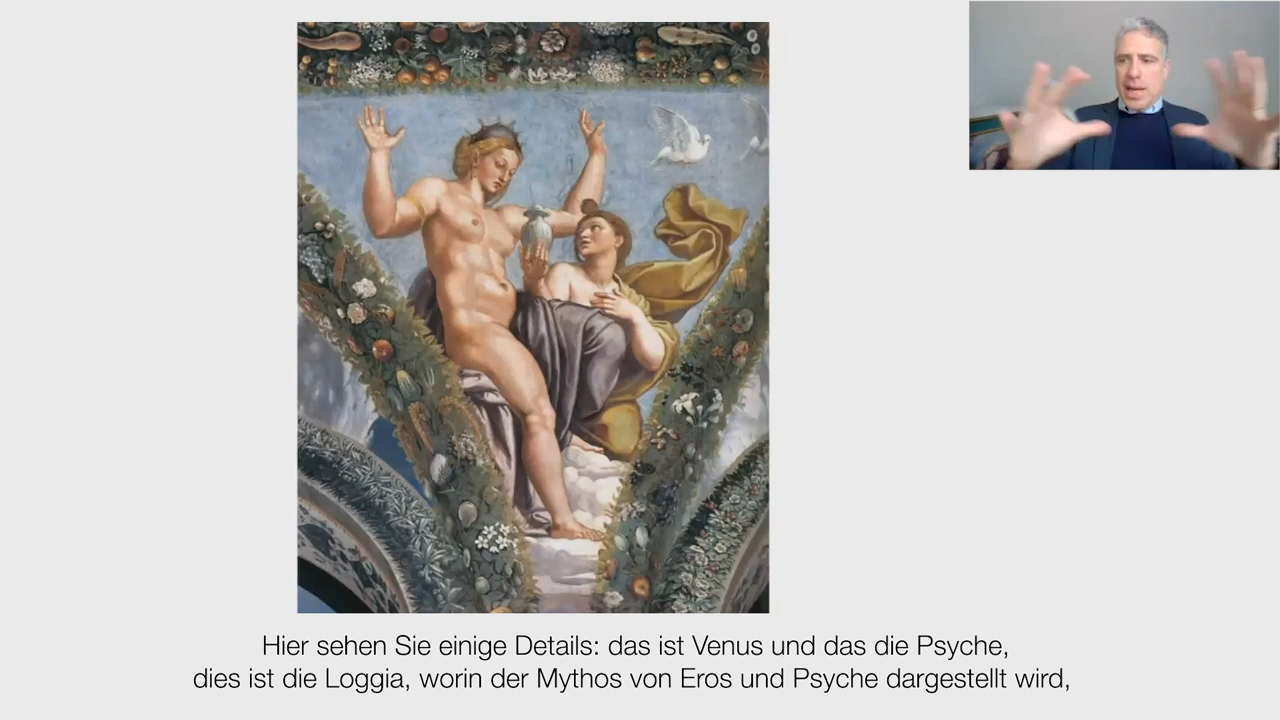 Hier sehen Sie einige Details: das ist Venus und das die Psyche,
dies ist die Loggia, worin der Mythos von Eros und Psyche dargestellt wird,